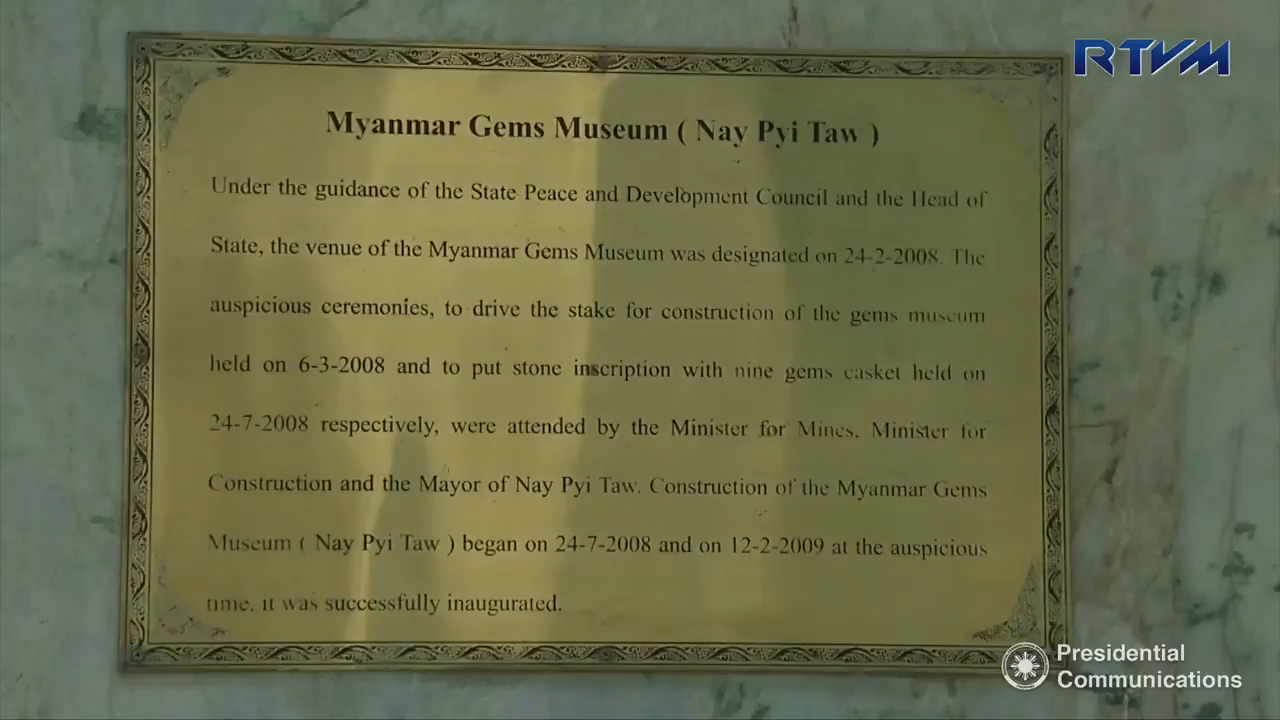 RTVM
Myanmar Gems Museum ( Nay Pyi Taw )
Under the guidance of the State Peace and Development Council and the Head of
State, the venue of the Myanmar Gems Museum was designated on 24-2-2008. The
auspicious ceremonies, to drive the stake for construction of the gems museum
held on 6-3-2008 and to put stone inscription with nine gems casket held on
24-7-2008 respectively, were attended by the Minister for Mines, Minister for
Construction and the Mayor of Nay Pyi Taw. Construction of the Myanmar Gems
Museum ( Nay Pyi Taw ) began on 24-7-2008 and on 12-2-2009 at the auspicious
time, it was successfully inaugurated.
Presidential
Communications